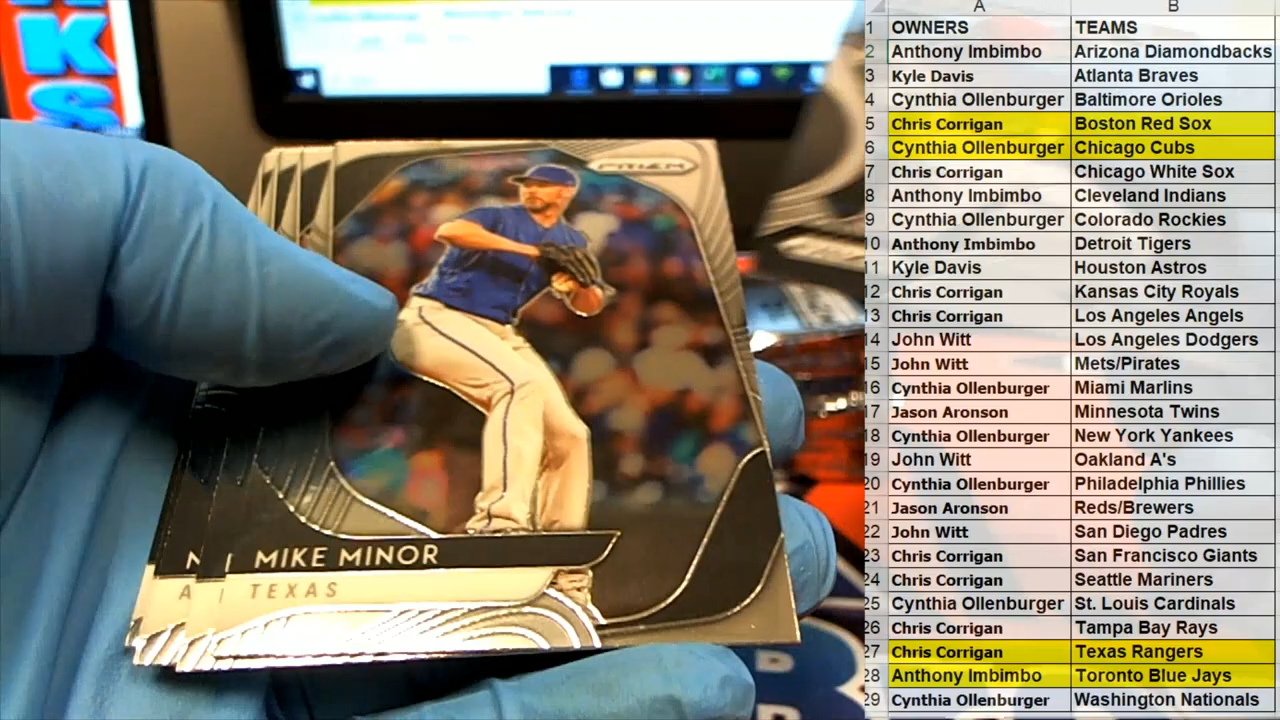 KS
PRIZM
MIKE MINOR
TEXAS
A B
1 OWNERS TEAMS
2 Anthony Imbimbo Arizona Diamondbacks
3 Kyle Davis Atlanta Braves
4 Cynthia Ollenburger Baltimore Orioles
5 Chris Corrigan Boston Red Sox
6 Cynthia Ollenburger Chicago Cubs
7 Chris Corrigan Chicago White Sox
8 Anthony Imbimbo Cleveland Indians
9 Cynthia Ollenburger Colorado Rockies
10 Anthony Imbimbo Detroit Tigers
11 Kyle Davis Houston Astros
12 Chris Corrigan Kansas City Royals
13 Chris Corrigan Los Angeles Angels
14 John Witt Los Angeles Dodgers
15 John Witt Mets/Pirates
16 Cynthia Ollenburger Miami Marlins
17 Jason Aronson Minnesota Twins
18 Cynthia Ollenburger New York Yankees
19 John Witt Oakland A's
20 Cynthia Ollenburger Philadelphia Phillies
21 Jason Aronson Reds/Brewers
22 John Witt San Diego Padres
23 Chris Corrigan San Francisco Giants
24 Chris Corrigan Seattle Mariners
25 Cynthia Ollenburger St. Louis Cardinals
26 Chris Corrigan Tampa Bay Rays
27 Chris Corrigan Texas Rangers
28 Anthony Imbimbo Toronto Blue Jays
29 Cynthia Ollenburger Washington Nationals